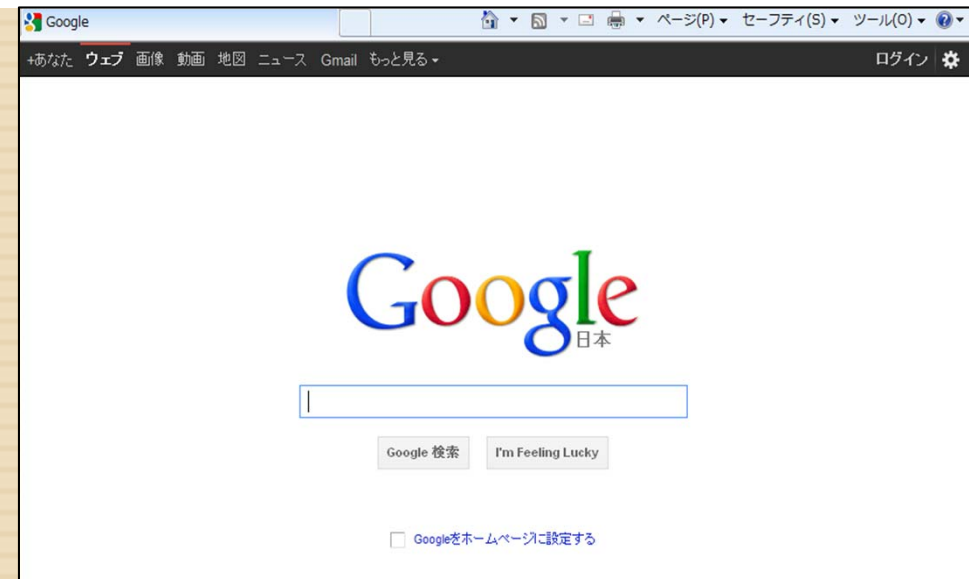 Google
ページ(P) セーフティ(S) ツール(O)
+あなた ウェブ 画像 動画 地図 ニュース Gmail もっと見る ログイン
Google
日本
Google 検索 I'm Feeling Lucky
Googleをホームページに設定する